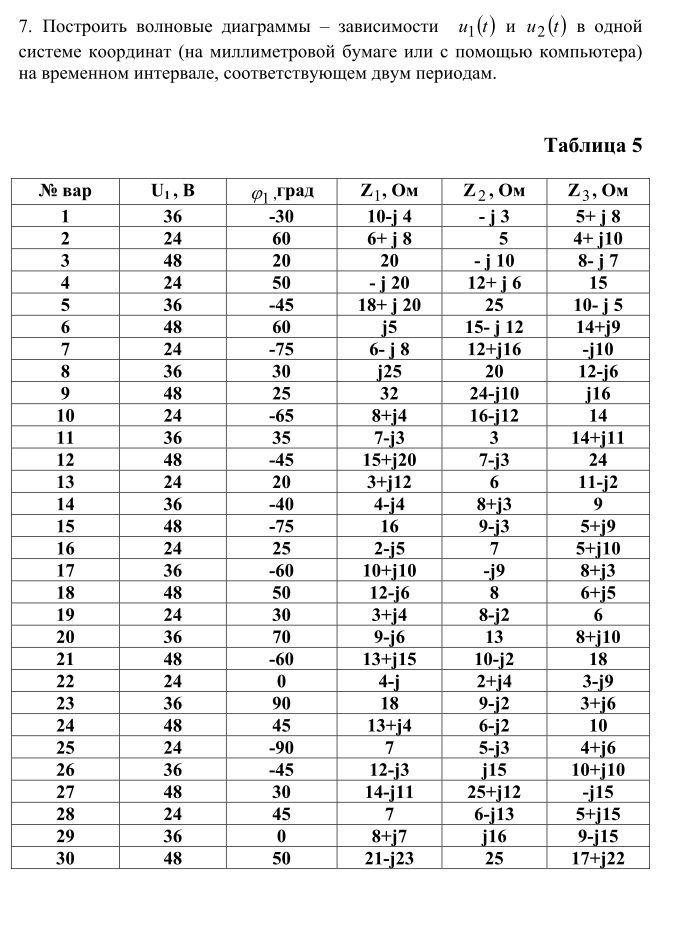 7. Построить волновые диаграммы – зависимости u₁(t) и u₂(t) в одной
системе координат (на миллиметровой бумаге или с помощью компьютера)
на временном интервале, соответствующем двум периодам.
Таблица 5
№ вар U₁ , В φ₁ ,град Z₁, Ом Z₂ , Ом Z₃ , Ом
1 36 -30 10-j 4 - j 3 5+ j 8
2 24 60 6+ j 8 5 4+ j10
3 48 20 20 - j 10 8- j 7
4 24 50 - j 20 12+ j 6 15
5 36 -45 18+ j 20 25 10- j 5
6 48 60 j5 15- j 12 14+j9
7 24 -75 6- j 8 12+j16 -j10
8 36 30 j25 20 12-j6
9 48 25 32 24-j10 j16
10 24 -65 8+j4 16-j12 14
11 36 35 7-j3 3 14+j11
12 48 -45 15+j20 7-j3 24
13 24 20 3+j12 6 11-j2
14 36 -40 4-j4 8+j3 9
15 48 -75 16 9-j3 5+j9
16 24 25 2-j5 7 5+j10
17 36 -60 10+j10 -j9 8+j3
18 48 50 12-j6 8 6+j5
19 24 30 3+j4 8-j2 6
20 36 70 9-j6 13 8+j10
21 48 -60 13+j15 10-j2 18
22 24 0 4-j 2+j4 3-j9
23 36 90 18 9-j2 3+j6
24 48 45 13+j4 6-j2 10
25 24 -90 7 5-j3 4+j6
26 36 -45 12-j3 j15 10+j10
27 48 30 14-j11 25+j12 -j15
28 24 45 7 6-j13 5+j15
29 36 0 8+j7 j16 9-j15
30 48 50 21-j23 25 17+j22